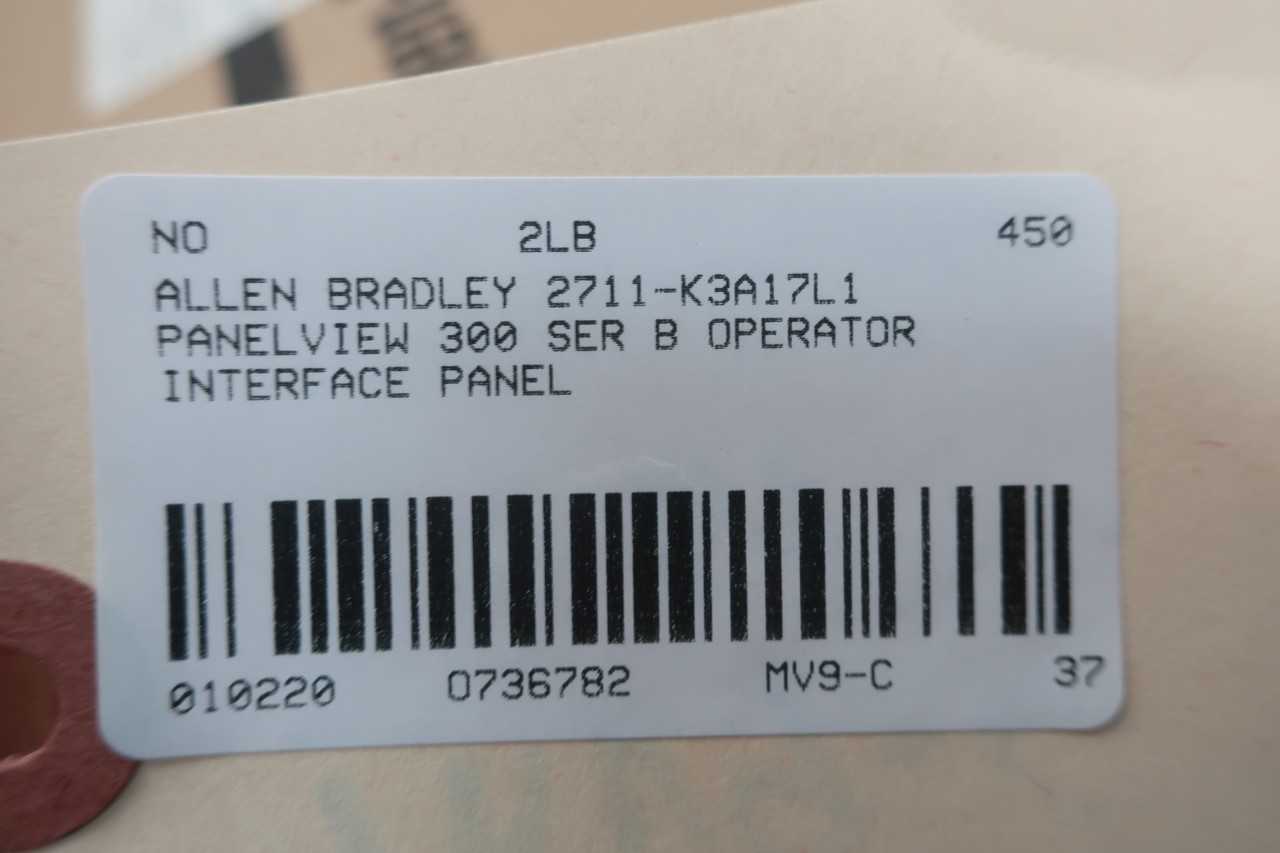 NO 2LB 450
ALLEN BRADLEY 2711-K3A17L1
PANELVIEW 300 SER B OPERATOR
INTERFACE PANEL
010220 0736782 MV9-C 37